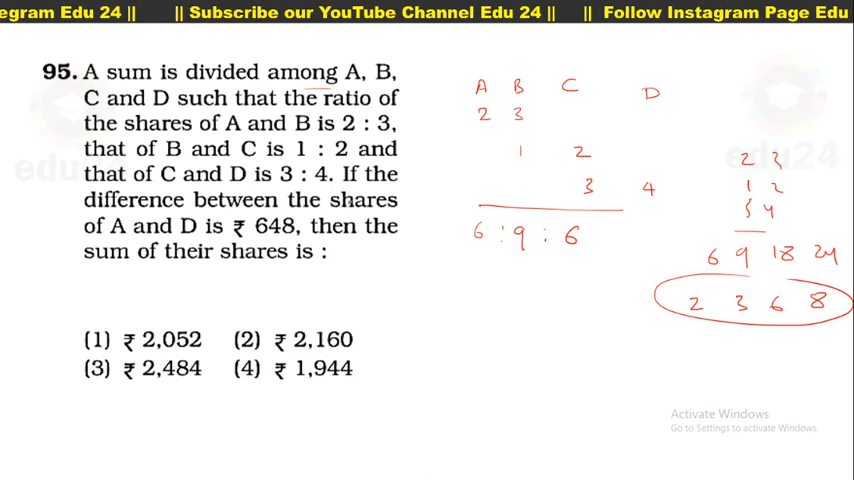 egram Edu 24 || || Subscribe our YouTube Channel Edu 24 || || Follow Instagram Page Edu
95. A sum is divided among A, B,
C and D such that the ratio of
the shares of A and B is 2 : 3,
that of B and C is 1 : 2 and
that of C and D is 3 : 4. If the
difference between the shares
of A and D is ₹ 648, then the
sum of their shares is :
(1) ₹ 2,052 (2) ₹ 2,160
(3) ₹ 2,484 (4) ₹ 1,944
A B C D
2 3
1 2
3 4
6 : 9 : 6
2 3
1 2
3 4
6 9 18 24
2 3 6 8
edu24
edu24
Activate Windows
Go to Settings to activate Windows.